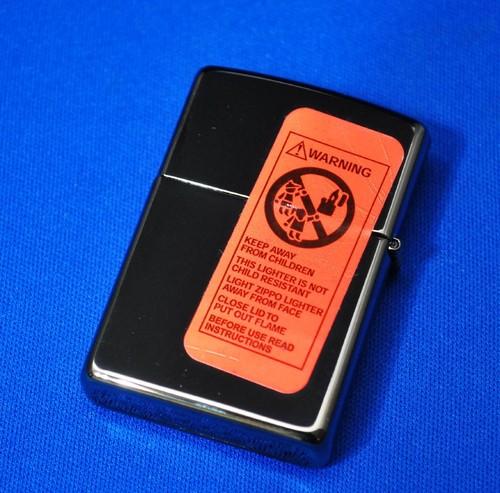 WARNING
KEEP AWAY
FROM CHILDREN
THIS LIGHTER IS NOT
CHILD RESISTANT
LIGHT ZIPPO LIGHTER
AWAY FROM FACE
CLOSE LID TO
PUT OUT FLAME
BEFORE USE READ
INSTRUCTIONS